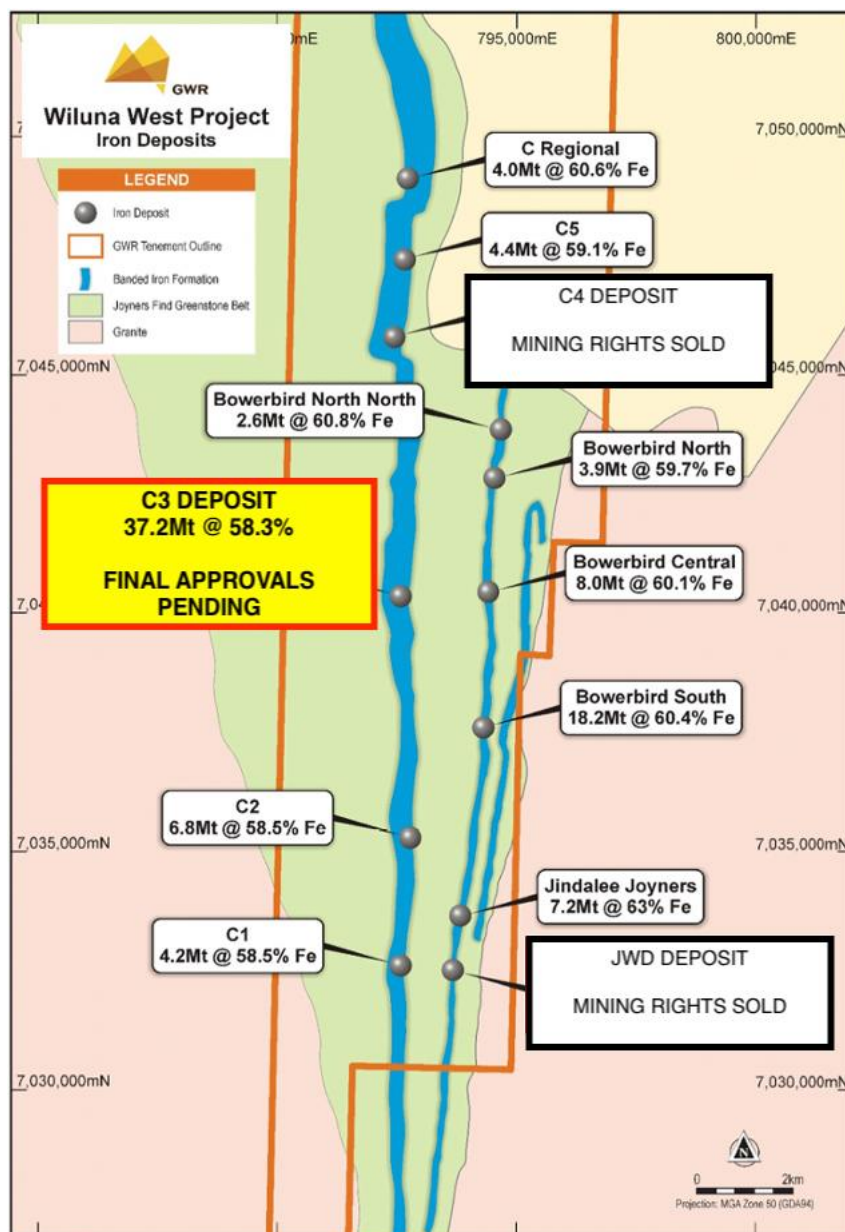 795,000mE
800,000mE
GWR
Wiluna West Project
Iron Deposits
LEGEND
Iron Deposit
GWR Tenement Outline
Banded Iron Formation
Joyners Find Greenstone Belt
Granite
7,050,000mN
C Regional
4.0Mt @ 60.6% Fe
C5
4.4Mt @ 59.1% Fe
C4 DEPOSIT
MINING RIGHTS SOLD
7,045,000mN
Bowerbird North North
2.6Mt @ 60.8% Fe
Bowerbird North
3.9Mt @ 59.7% Fe
C3 DEPOSIT
37.2Mt @ 58.3%
FINAL APPROVALS
PENDING
Bowerbird Central
8.0Mt @ 60.1% Fe
7,040,000mN
Bowerbird South
18.2Mt @ 60.4% Fe
C2
6.8Mt @ 58.5% Fe
7,035,000mN
7,035,000mN
Jindalee Joyners
7.2Mt @ 63% Fe
C1
4.2Mt @ 58.5% Fe
JWD DEPOSIT
MINING RIGHTS SOLD
7,030,000mN
7,030,000mN
N
0 2km
Projection: MGA Zone 50 (GDA94)